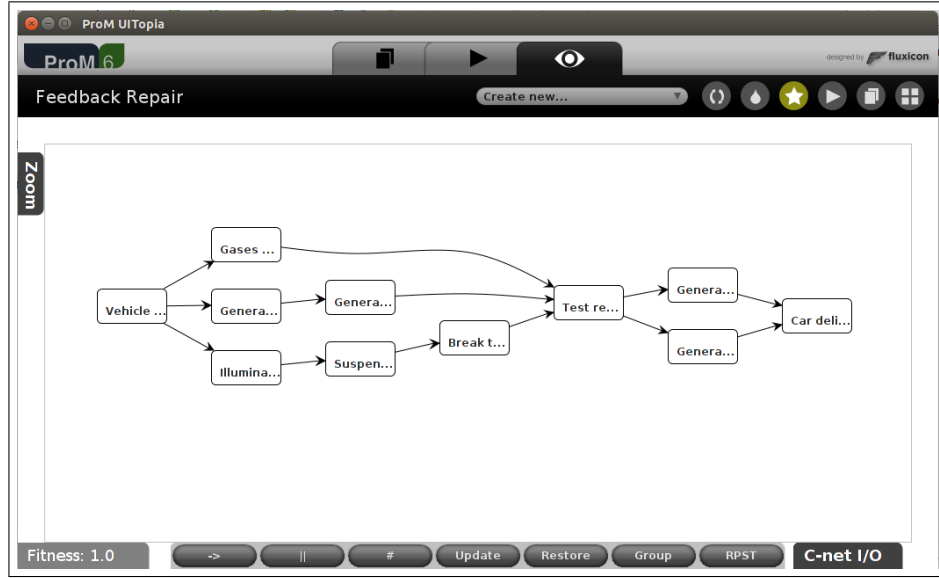 ProM UITopia
ProM 6
designed by fluxicon
Feedback Repair
Create new...
Zoom
Gases ...
Vehicle ...
Genera...
Genera...
Illumina...
Suspen...
Break t...
Test re...
Genera...
Genera...
Car deli...
Fitness: 1.0
->
||
#
Update
Restore
Group
RPST
C-net I/O